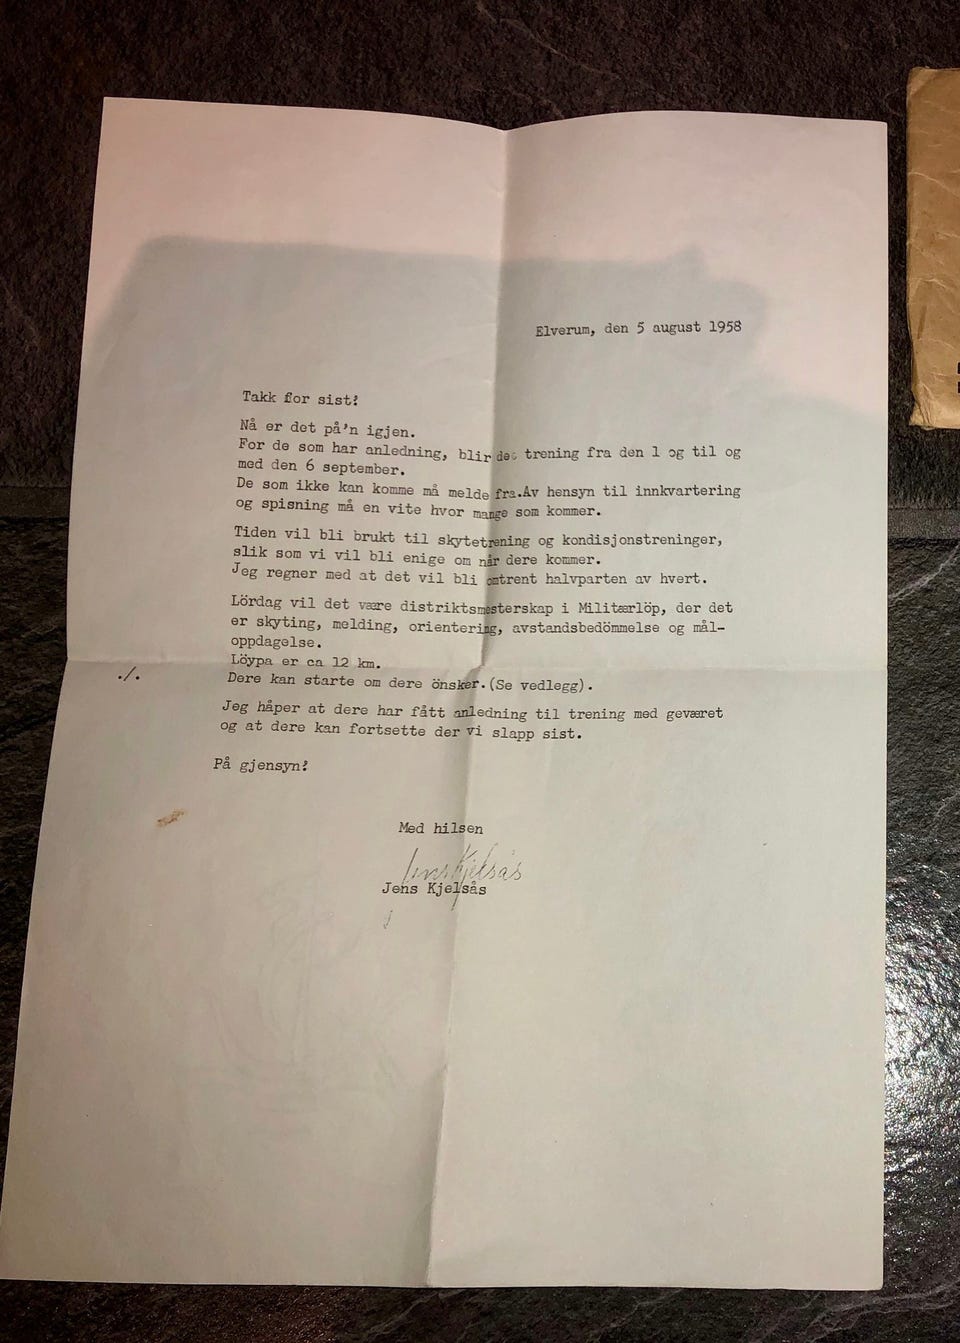 Elverum, den 5 august 1958
Takk for sist!
Nå er det på'n igjen.
For de som har anledning, blir det trening fra den 1 og til og
med den 6 september.
De som ikke kan komme må melde fra.Av hensyn til innkvartering
og spisning må en vite hvor mange som kommer.
Tiden vil bli brukt til skytetrening og kondisjonstreninger,
slik som vi vil bli enige om når dere kommer.
Jeg regner med at det vil bli omtrent halvparten av hvert.
Lördag vil det være distriktsmesterskap i Militærlöp, der det
er skyting, melding, orientering, avstandsbedömmelse og mål-
oppdagelse.
Löypa er ca 12 km.
./. Dere kan starte om dere önsker.(Se vedlegg).
Jeg håper at dere har fått anledning til trening med geværet
og at dere kan fortsette der vi slapp sist.
På gjensyn!
Med hilsen
Jens Kjelsås
Jens Kjelsås